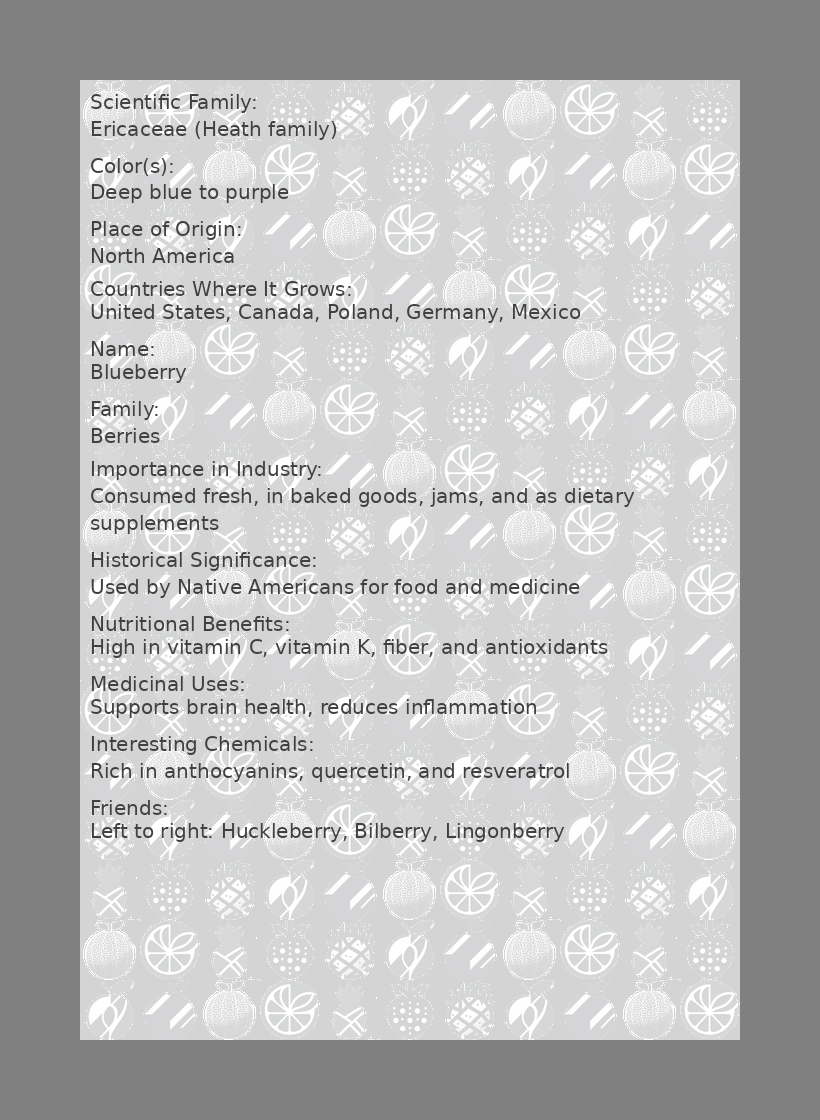 Scientific Family:
Ericaceae (Heath family)
Color(s):
Deep blue to purple
Place of Origin:
North America
Countries Where It Grows:
United States, Canada, Poland, Germany, Mexico
Name:
Blueberry
Family:
Berries
Importance in Industry:
Consumed fresh, in baked goods, jams, and as dietary
supplements
Historical Significance:
Used by Native Americans for food and medicine
Nutritional Benefits:
High in vitamin C, vitamin K, fiber, and antioxidants
Medicinal Uses:
Supports brain health, reduces inflammation
Interesting Chemicals:
Rich in anthocyanins, quercetin, and resveratrol
Friends:
Left to right: Huckleberry, Bilberry, Lingonberry